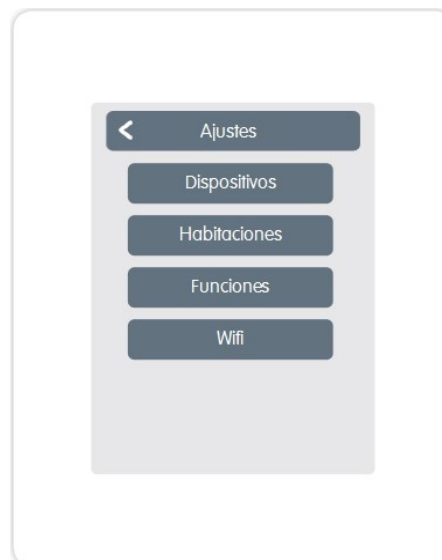 Ajustes
Dispositivos
Habitaciones
Funciones
Wifi